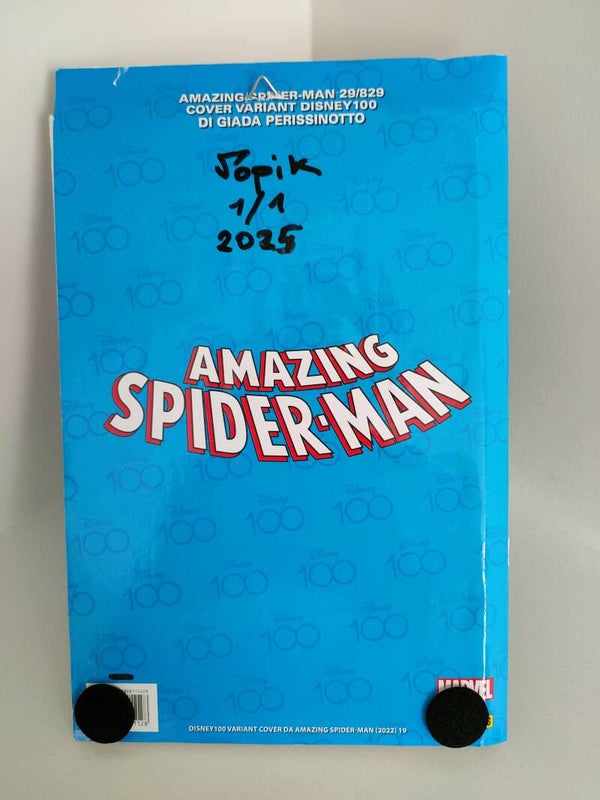 AMAZING SPIDER-MAN 29/829
COVER VARIANT DISNEY100
DI GIADA PERISSINOTTO
Sopik
1/1
2025
AMAZING
SPIDER-MAN
MARVEL
DISNEY100 VARIANT COVER DA AMAZING SPIDER-MAN (2022) 19